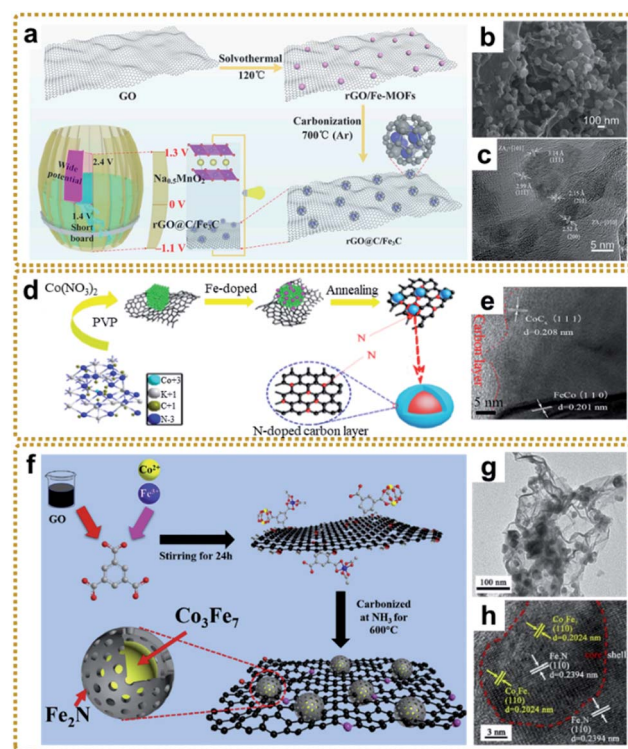 a
GO
Solvothermal
120℃
rGO/Fe-MOFs
Carbonization
700℃ (Ar)
Wide potential
2.4 V
1.4 V
Short
board
1.3 V
Na0.5MnO2
0 V
rGO@C/Fe3C
-1.1 V
rGO@C/Fe3C
b
100 nm
c
5 nm
d
Co(NO3)2
PVP
Fe-doped
Annealing
Co+3
K+1
C+1
N-3
N
N
N-doped carbon layer
e
CoCx (1 1 1)
d=0.208 nm
Carbon layer
FeCo (1 1 0)
d=0.201 nm
5 nm
f
GO
Co2+
Fe3+
Stirring for 24h
Carbonized
at NH3 for
600°C
Co3Fe7
Fe2N
g
100 nm
h
Co3Fe7
(110)
d=0.2024 nm
Fe2N
(110)
d=0.2394 nm
shell
Co3Fe7
(110)
d=0.2024 nm
Fe2N
(110)
d=0.2394 nm
3 nm